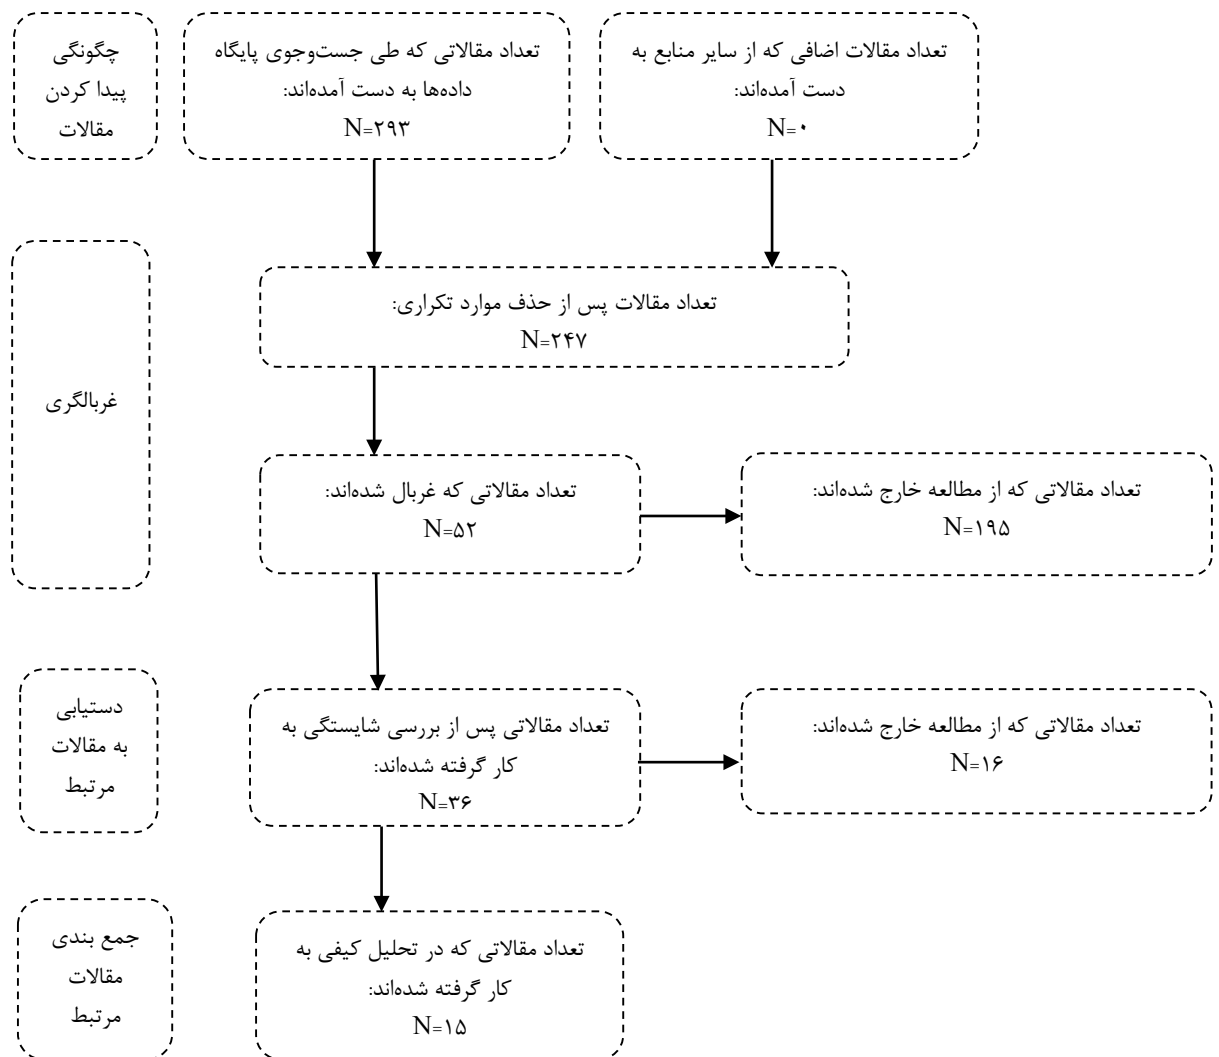 چگونگی
پیدا کردن
مقالات
تعداد مقالاتی که طی جست‌وجوی پایگاه
داده‌ها به دست آمده‌اند:
N=۲۹۳
تعداد مقالات اضافی که از سایر منابع به
دست آمده‌اند:
N=۰
غربالگری
تعداد مقالات پس از حذف موارد تکراری:
N=۲۴۷
تعداد مقالاتی که غربال شده‌اند:
N=۵۲
تعداد مقالاتی که از مطالعه خارج شده‌اند:
N=۱۹۵
دستیابی
به مقالات
مرتبط
تعداد مقالاتی پس از بررسی شایستگی به
کار گرفته شده‌اند:
N=۳۶
تعداد مقالاتی که از مطالعه خارج شده‌اند:
N=۱۶
جمع بندی
مقالات
مرتبط
تعداد مقالاتی که در تحلیل کیفی به
کار گرفته شده‌اند:
N=۱۵